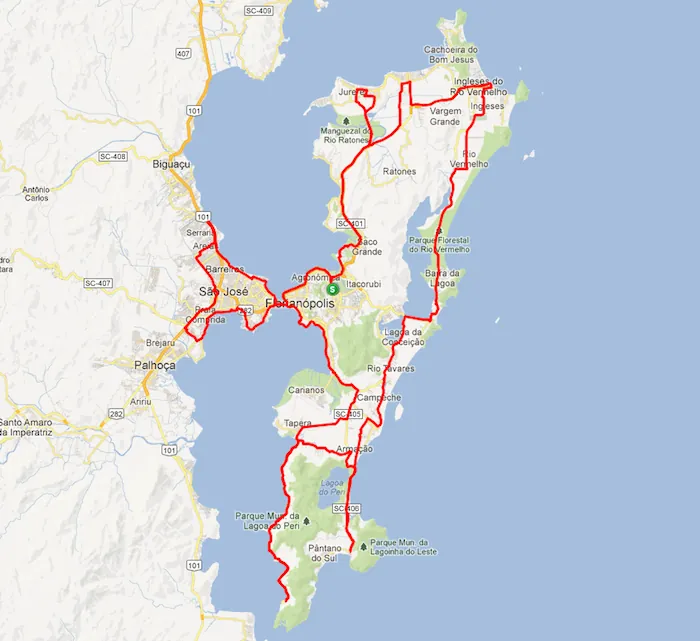 SC-409
407
Cachoeira do
Bom Jesus
Jurerê
Ingleses do
Rio Vermelho
Ingleses
101
Vargem
Grande
Manguezal do
Rio Ratones
SC-408
Biguaçu
Rio
Vermelho
Ratones
Antônio
Carlos
101
SC-401
Serraria
Saco
Grande
Parque Florestal
do Rio Vermelho
Barreiros
Agronômica
Barra da
Lagoa
SC-407
Itacorubi
São José
S
Florianópolis
282
Praia
Comprida
Lagoa da
Conceição
Brejaru
Palhoça
Rio Tavares
Carianos
Campeche
Aririu
282
SC-405
Santo Amaro
da Imperatriz
Tapera
Armação
101
Lagoa
do Peri
SC-406
Parque Mun. da
Lagoa do Peri
Pântano
do Sul
Parque Mun. da
Lagoinha do Leste
101